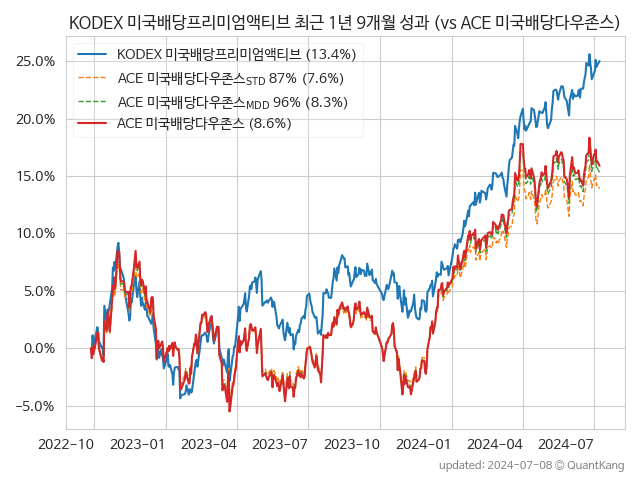 KODEX 미국배당프리미엄액티브 최근 1년 9개월 성과 (vs ACE 미국배당다우존스)
KODEX 미국배당프리미엄액티브 (13.4%)
ACE 미국배당다우존스STD 87% (7.6%)
ACE 미국배당다우존스MDD 96% (8.3%)
ACE 미국배당다우존스 (8.6%)
25.0%
20.0%
15.0%
10.0%
5.0%
0.0%
−5.0%
2022-10 2023-01 2023-04 2023-07 2023-10 2024-01 2024-04 2024-07
updated: 2024-07-08 © QuantKang